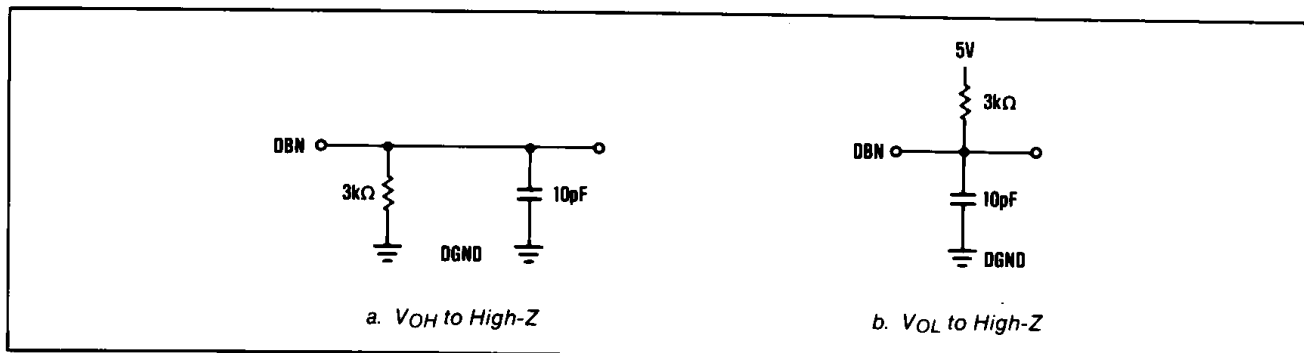 DBN
3kΩ
10pF
DGND
a. VOH to High-Z
5V
3kΩ
DBN
10pF
DGND
b. VOL to High-Z